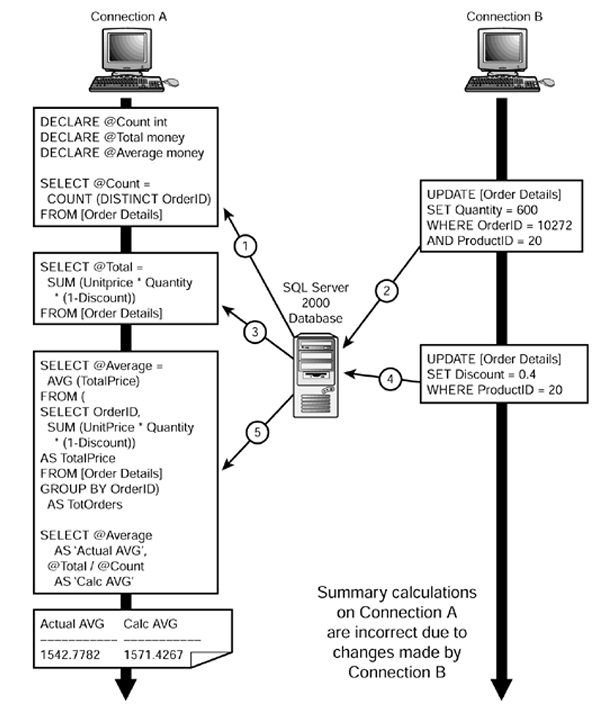 Connection A
Connection B
DECLARE @Count int
DECLARE @Total money
DECLARE @Average money
SELECT @Count =
COUNT (DISTINCT OrderID)
FROM [Order Details]
UPDATE [Order Details]
SET Quantity = 600
WHERE OrderID = 10272
AND ProductID = 20
1
SELECT @Total =
SUM (Unitprice * Quantity
* (1-Discount))
FROM [Order Details]
2
SQL Server
2000
Database
3
SELECT @Average =
AVG (TotalPrice)
FROM (
SELECT OrderID,
SUM (UnitPrice * Quantity
* (1-Discount))
AS TotalPrice
FROM [Order Details]
GROUP BY OrderID)
AS TotOrders
UPDATE [Order Details]
SET Discount = 0.4
WHERE ProductID = 20
4
5
SELECT @Average
AS 'Actual AVG',
@Total / @Count
AS 'Calc AVG'
Summary calculations
on Connection A
are incorrect due to
changes made by
Connection B
Actual AVG Calc AVG
----------- -----------
1542.7782 1571.4267